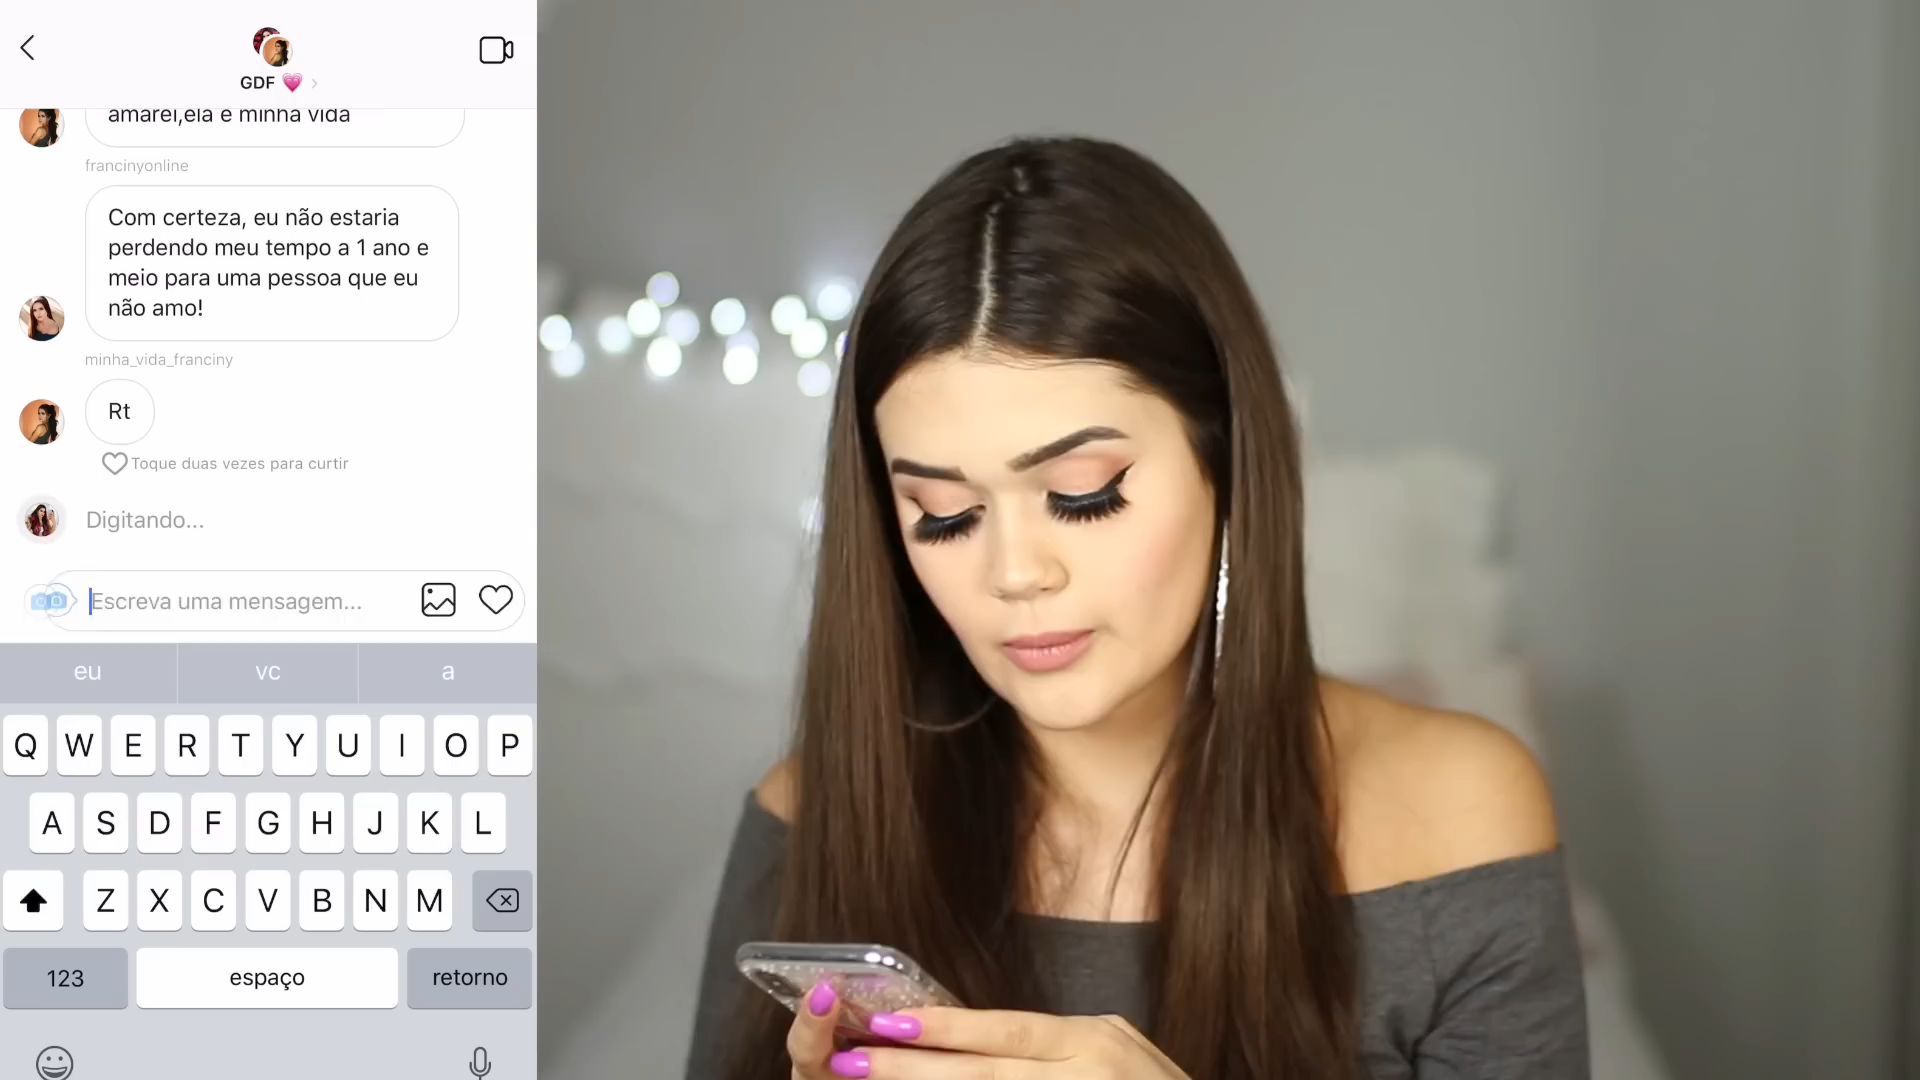 GDF 💗
amarei,ela e minha vida
francinyonline
Com certeza, eu não estaria
perdendo meu tempo a 1 ano e
meio para uma pessoa que eu
não amo!
minha_vida_franciny
Rt
Toque duas vezes para curtir
Digitando...
Escreva uma mensagem...
eu vc a
Q W E R T Y U I O P
A S D F G H J K L
Z X C V B N M
123 espaço retorno